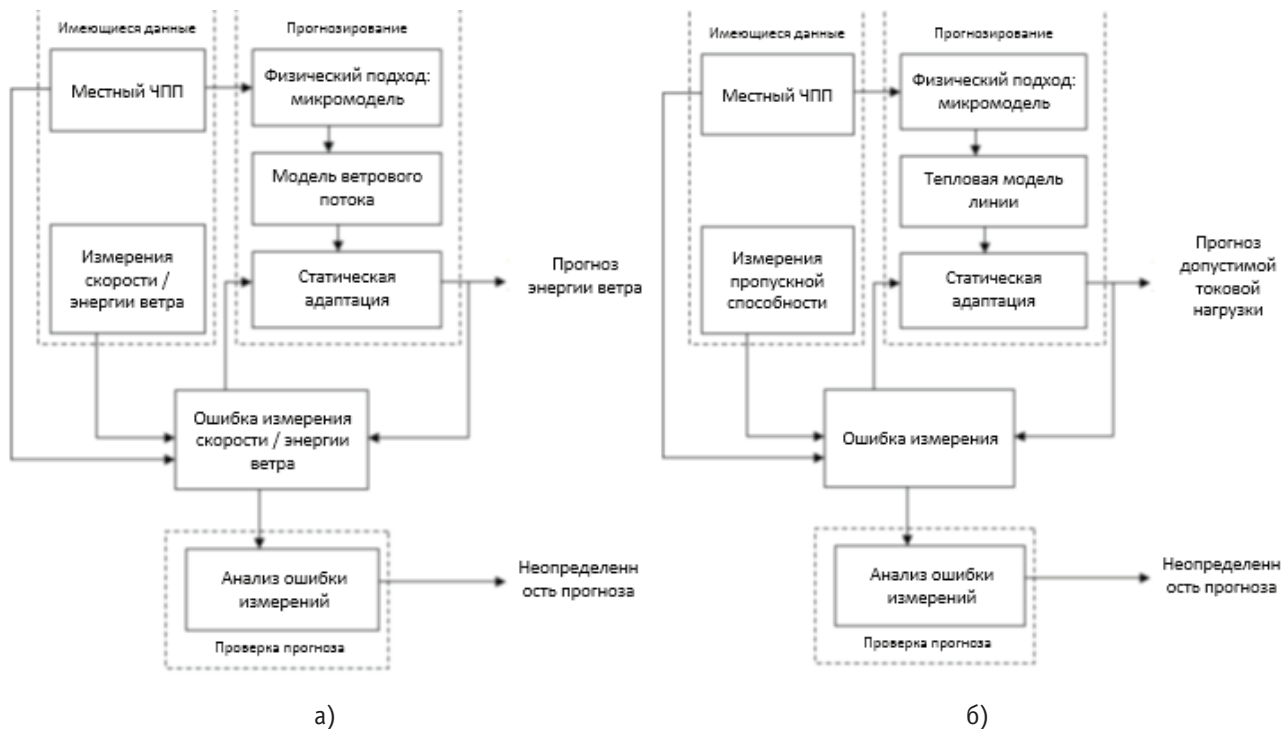 Имеющиеся данные
Прогнозирование
Местный ЧПП
Физический подход:
микромодель
Модель ветрового
потока
Измерения
скорости /
энергии ветра
Статическая
адаптация
Прогноз
энергии ветра
Ошибка измерения
скорости / энергии
ветра
Анализ ошибки
измерений
Неопределенн
ость прогноза
Проверка прогноза
а)
Имеющиеся данные
Прогнозирование
Местный ЧПП
Физический подход:
микромодель
Тепловая модель
линии
Измерения
пропускной
способности
Статическая
адаптация
Прогноз
допустимой
токовой
нагрузки
Ошибка измерения
Анализ ошибки
измерений
Неопределенн
ость прогноза
Проверка прогноза
б)